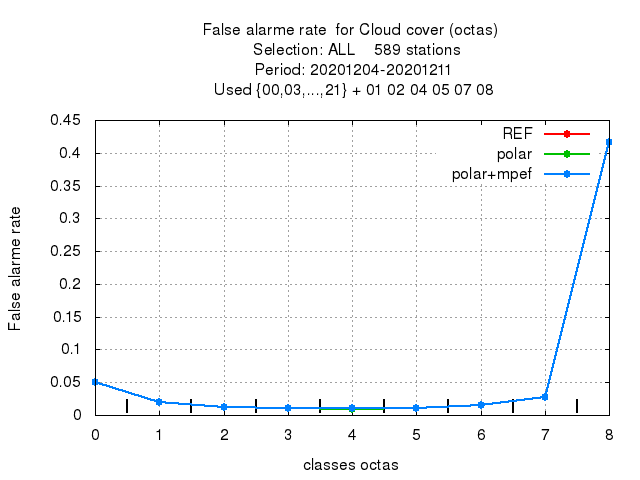 False alarme rate  for Cloud cover (octas)
Selection: ALL    589 stations
Period: 20201204-20201211
Used {00,03,...,21} + 01 02 04 05 07 08
REF
polar
polar+mpef
False alarme rate
0.45
0.4
0.35
0.3
0.25
0.2
0.15
0.1
0.05
0
0 1 2 3 4 5 6 7 8
classes octas